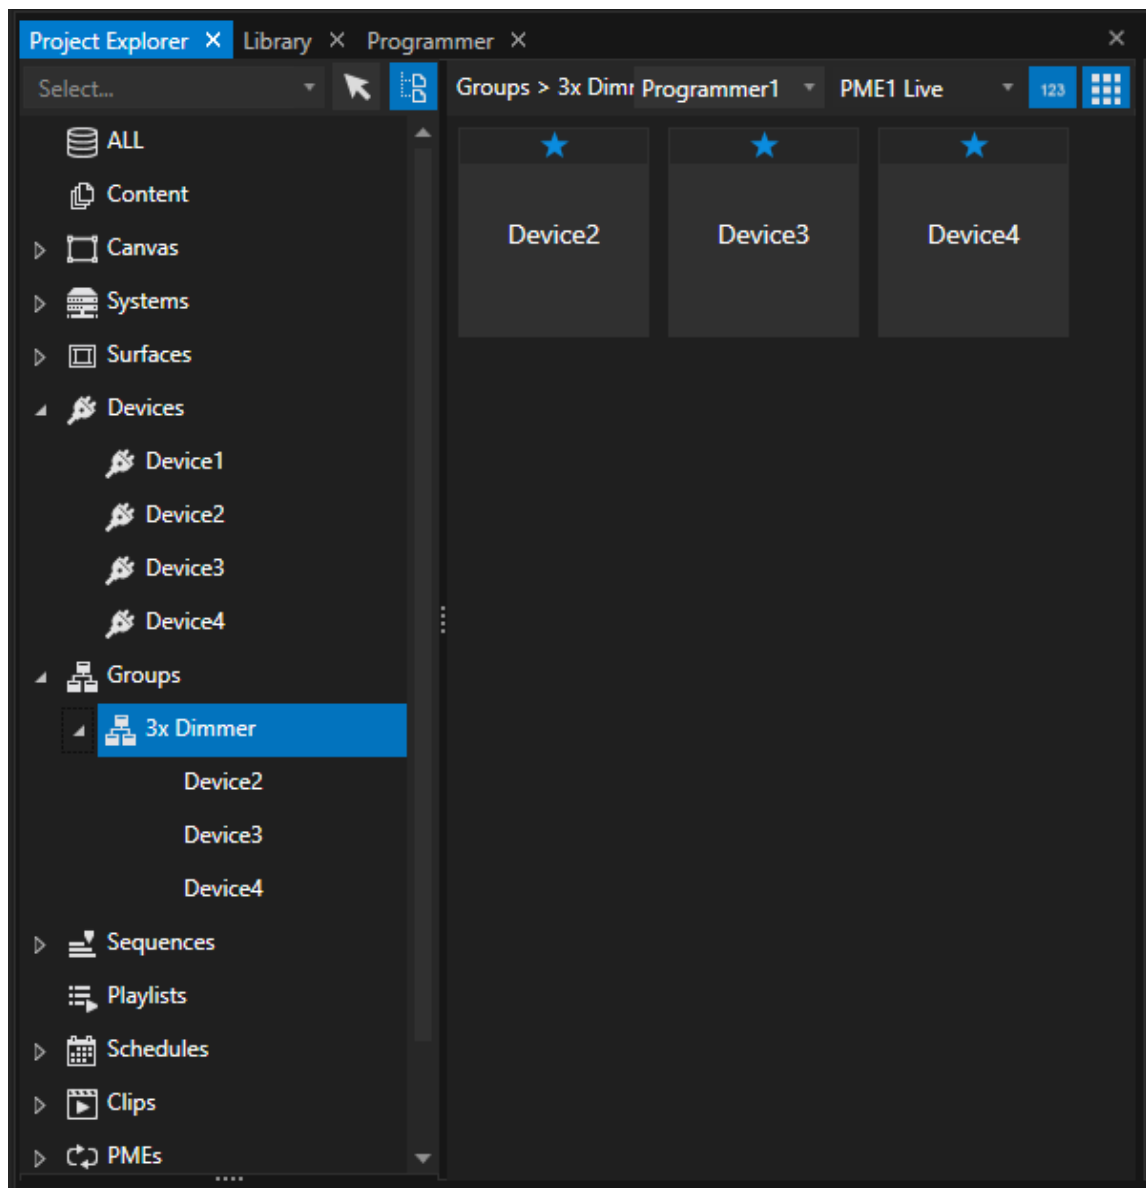 Project Explorer Library Programmer
Select... Groups > 3x Dimr Programmer1 PME1 Live 123
ALL
Content
Canvas
Systems
Surfaces
Devices
Device1
Device2
Device3
Device4
Groups
3x Dimmer
Device2
Device3
Device4
Sequences
Playlists
Schedules
Clips
PMEs
Device2 Device3 Device4